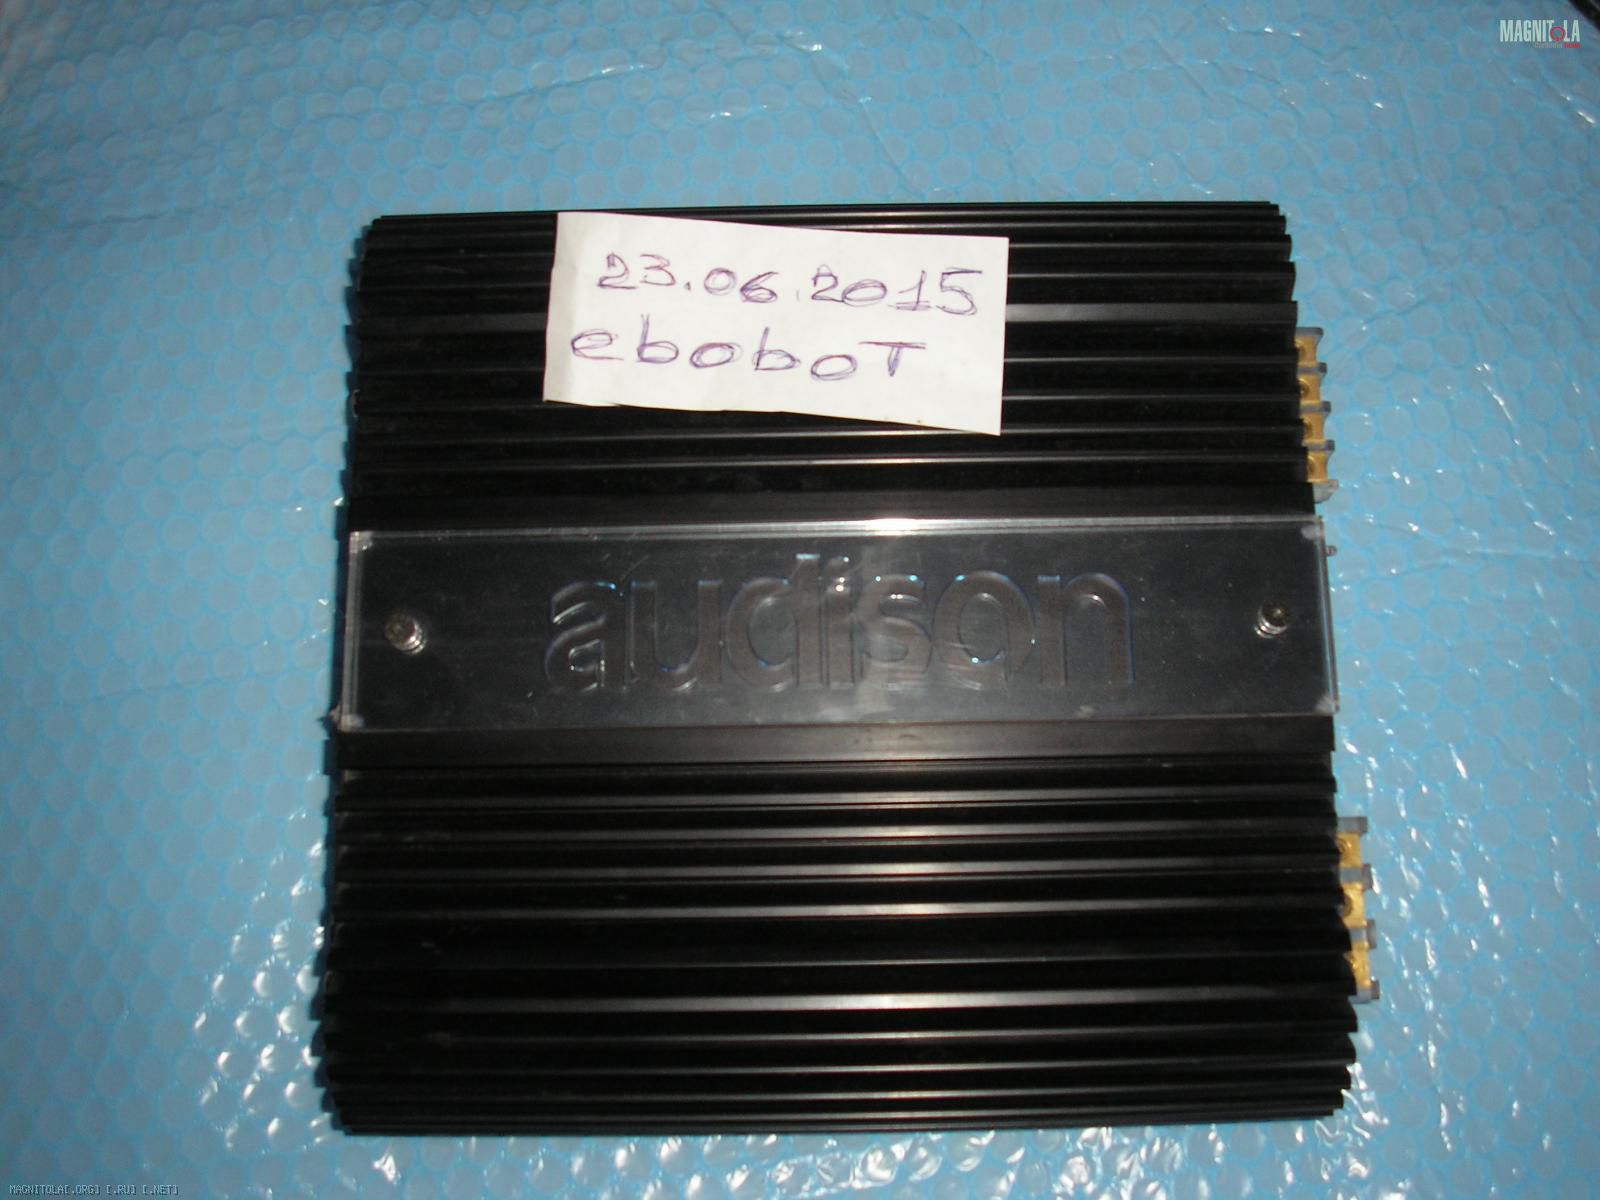 MAGNITOLA
23.06.2015
eboboT
audison
MAGNITOLA[.ORG] [.RU] [.NET]